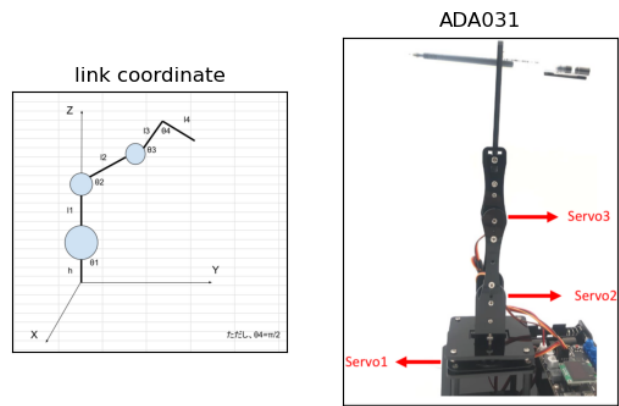 link coordinate
Z
l3
l4
θ4
θ3
l2
θ2
l1
θ1
h
Y
X
ただし、θ4=π/2
ADA031
Servo3
Servo2
Servo1